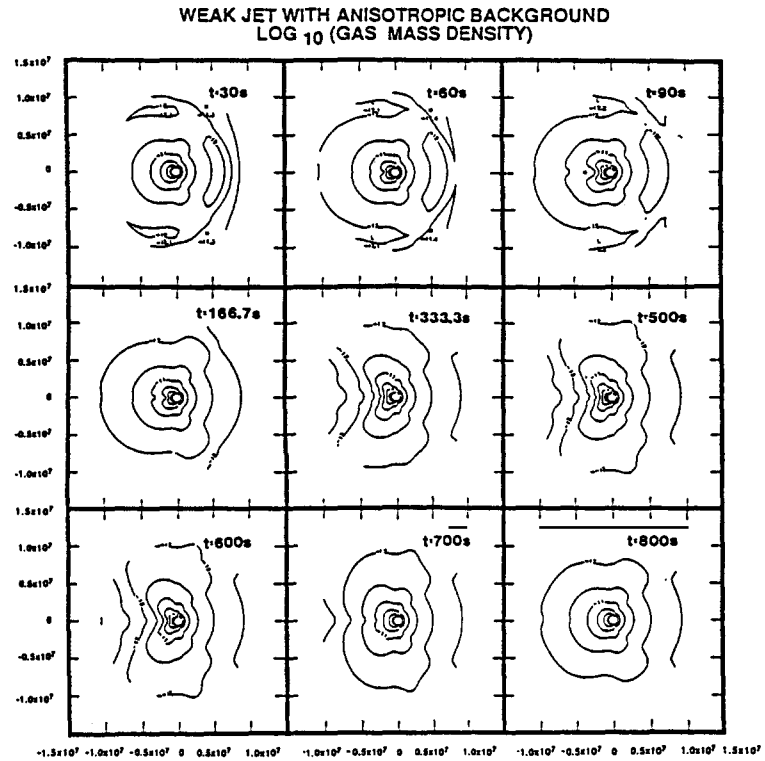 WEAK JET WITH ANISOTROPIC BACKGROUND
LOG 10 (GAS MASS DENSITY)
1.5x10⁷
1.0x10⁷
0.5x10⁷
0
-0.5x10⁷
-1.0x10⁷
t=30s
t=60s
t=90s
1.5x10⁷
1.0x10⁷
0.5x10⁷
0
-0.5x10⁷
-1.0x10⁷
t=166.7s
t=333.3s
t=500s
1.5x10⁷
1.0x10⁷
0.5x10⁷
0
-0.5x10⁷
-1.0x10⁷
t=600s
t=700s
t=800s
-1.5x10⁷ -1.0x10⁷ -0.5x10⁷ 0 0.5x10⁷ 1.0x10⁷ -1.0x10⁷ -0.5x10⁷ 0 0.5x10⁷ 1.0x10⁷ -1.0x10⁷ -0.5x10⁷ 0 0.5x10⁷ 1.0x10⁷ 1.5x10⁷